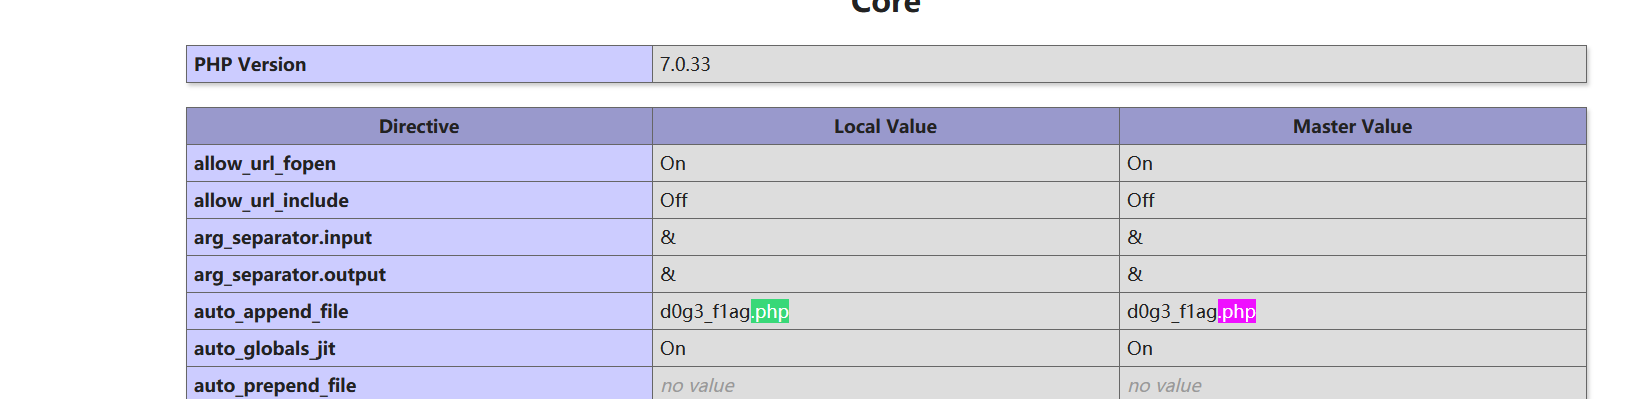 Core
PHP Version 7.0.33
Directive Local Value Master Value
allow_url_fopen On On
allow_url_include Off Off
arg_separator.input & &
arg_separator.output & &
auto_append_file d0g3_f1ag.php d0g3_f1ag.php
auto_globals_jit On On
auto_prepend_file no value no value